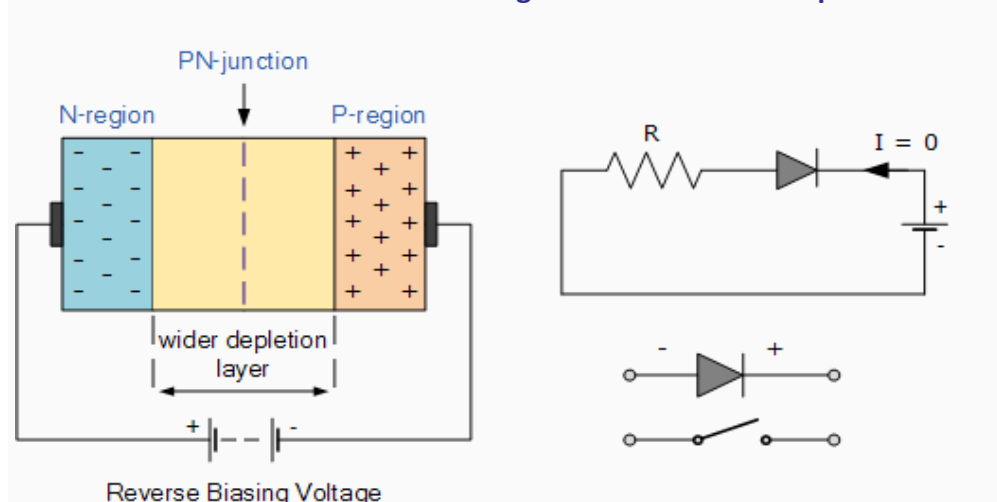 PN-junction
N-region
P-region
- - - - - - - - - - - - - -
+ + + + + + + + + + + + + +
wider depletion
layer
+ -
Reverse Biasing Voltage
R
I = 0
+
-
- +